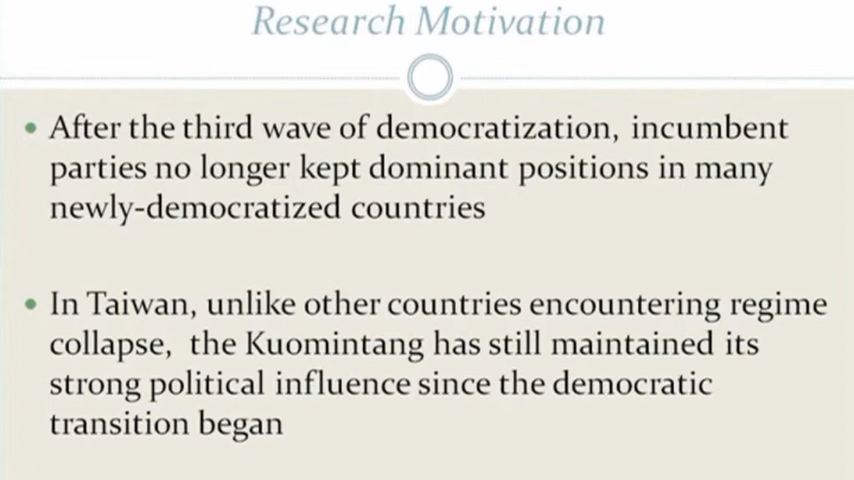 Research Motivation
• After the third wave of democratization, incumbent
parties no longer kept dominant positions in many
newly-democratized countries
• In Taiwan, unlike other countries encountering regime
collapse, the Kuomintang has still maintained its
strong political influence since the democratic
transition began